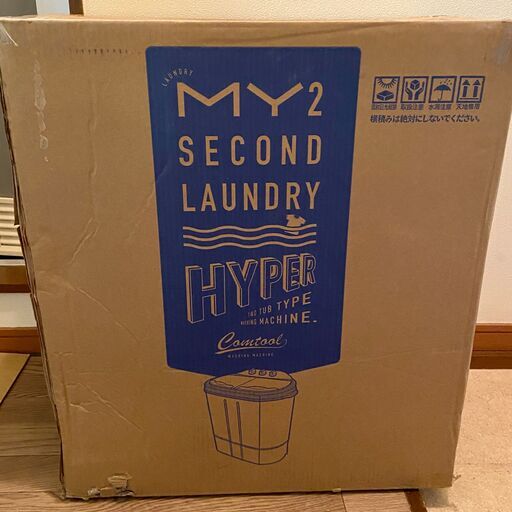 LAUNDRY
MY2
SECOND
LAUNDRY
HYPER
TUB TYPE
MACHINE.
Comtool
WASHING MACHINE
取扱注意
水濡注意
天地無用
横積みは絶対にしないでください。